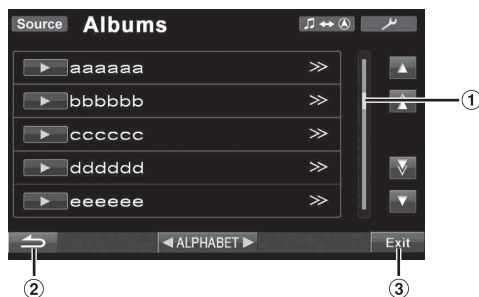 Source Albums
aaaaaa
bbbbbb
cccccc
dddddd
eeeeee
ALPHABET
Exit
1
2
3